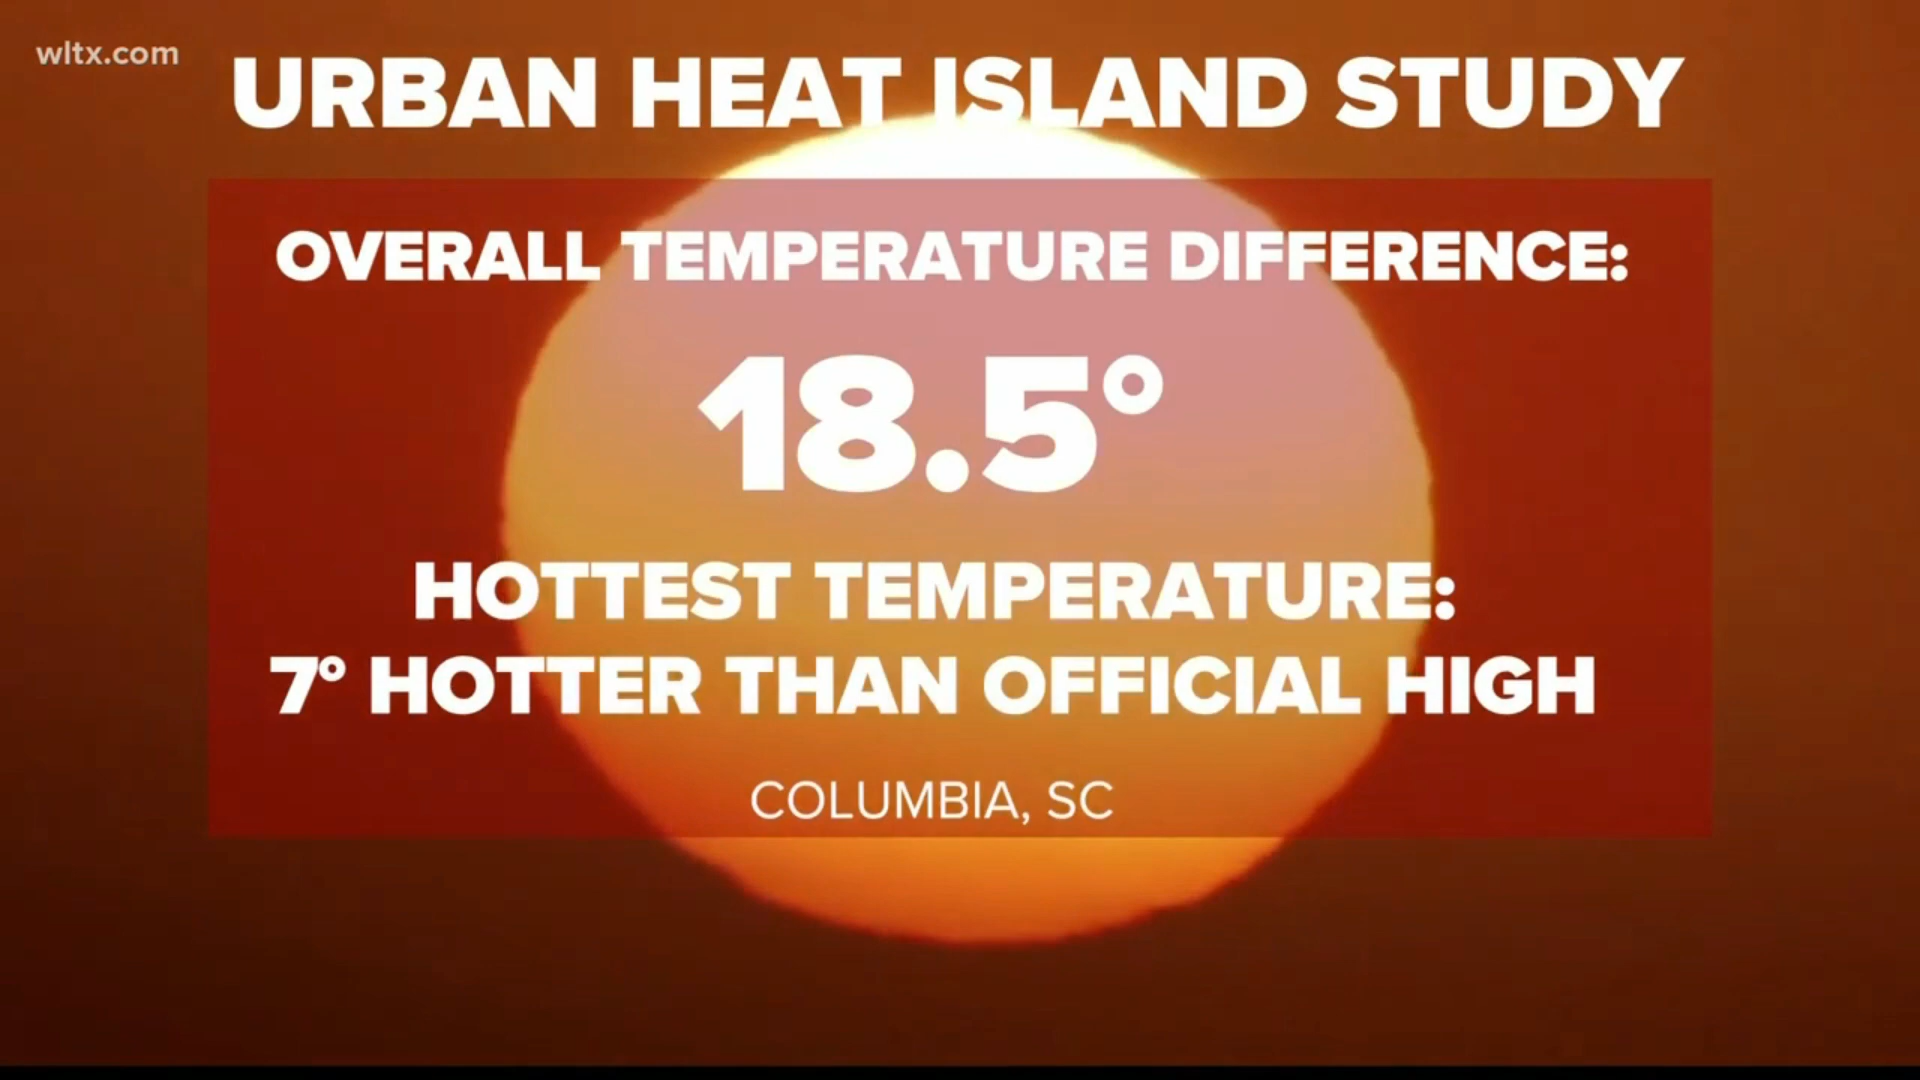 wltx.com
URBAN HEAT ISLAND STUDY
OVERALL TEMPERATURE DIFFERENCE:
18.5°
HOTTEST TEMPERATURE:
7° HOTTER THAN OFFICIAL HIGH
COLUMBIA, SC